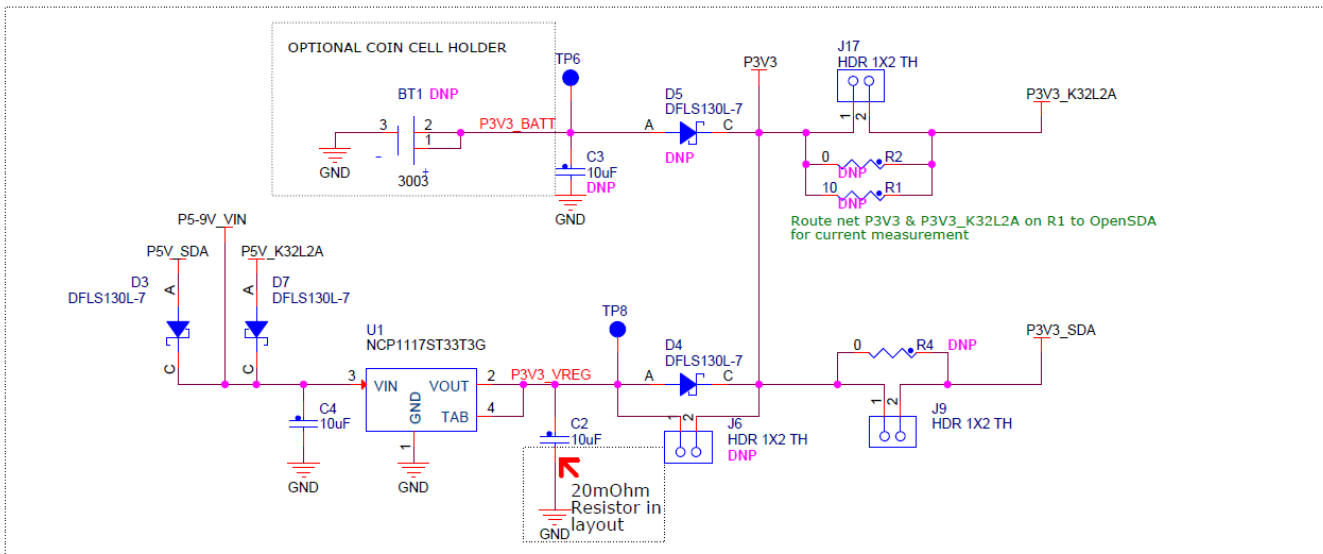 OPTIONAL COIN CELL HOLDER
BT1 DNP
3
2
1
P3V3_BATT
-
+
3003
GND
TP6
C3
10uF
DNP
GND
D5
DFLS130L-7
A
C
DNP
P3V3
J17
HDR 1X2 TH
1
2
P3V3_K32L2A
0
R2
DNP
10
R1
DNP
Route net P3V3 & P3V3_K32L2A on R1 to OpenSDA
for current measurement
P5-9V_VIN
P5V_SDA
P5V_K32L2A
D3
DFLS130L-7
A
C
D7
DFLS130L-7
A
C
C4
10uF
GND
U1
NCP1117ST33T3G
3
VIN
VOUT
2
GND
TAB
4
1
GND
P3V3_VREG
C2
10uF
20mOhm
Resistor in
layout
GND
TP8
D4
DFLS130L-7
A
C
1
2
J6
HDR 1X2 TH
DNP
0
R4
DNP
1
2
J9
HDR 1X2 TH
P3V3_SDA